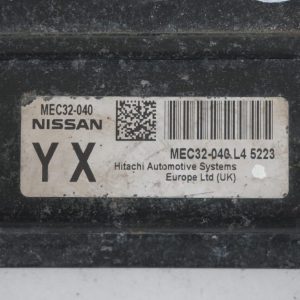 MEC32-040
NISSAN
YX
MEC32-040 L4 5223
Hitachi Automotive Systems
Europe Ltd (UK)